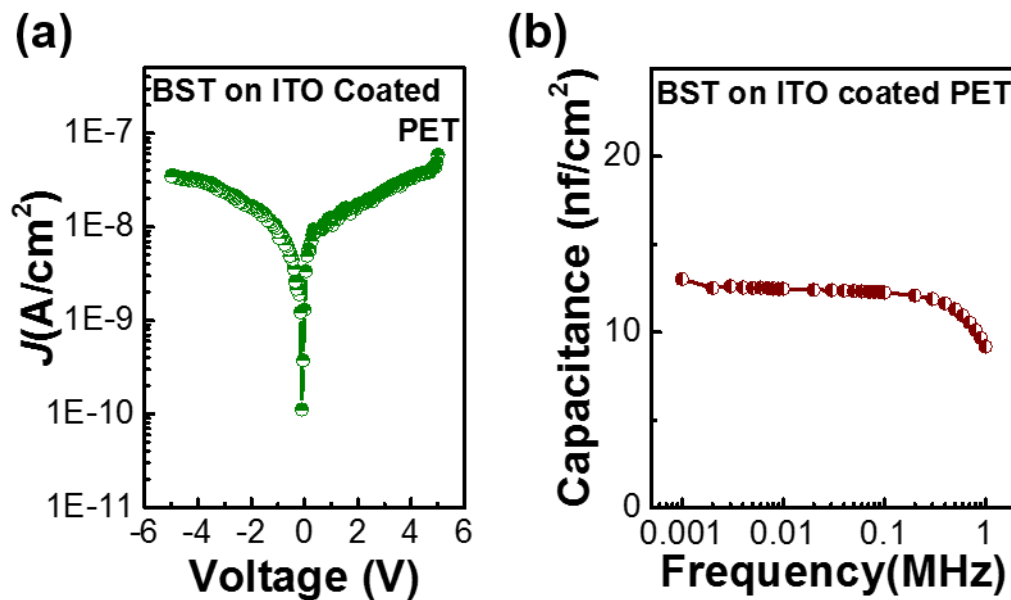 (a)
BST on ITO Coated
PET
1E-7
1E-8
1E-9
1E-10
1E-11
J(A/cm²)
-6 -4 -2 0 2 4 6
Voltage (V)
(b)
BST on ITO coated PET
20
10
0
Capacitance (nf/cm²)
0.001 0.01 0.1 1
Frequency(MHz)